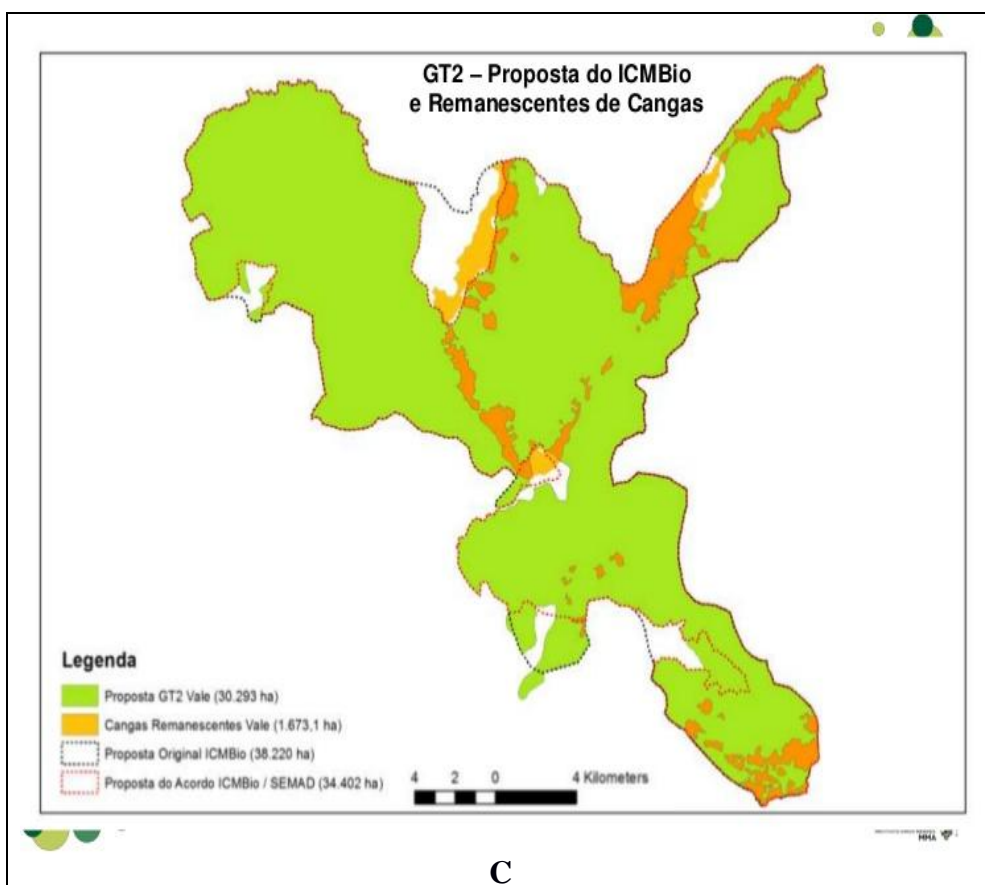 GT2 – Proposta do ICMBio
e Remanescentes de Cangas
Legenda
Proposta GT2 Vale (30.293 ha)
Cangas Remanescentes Vale (1.673,1 ha)
Proposta Original ICMBio (38.220 ha)
Proposta do Acordo ICMBio / SEMAD (34.402 ha)
4 2 0 4 Kilometers
MMA
C